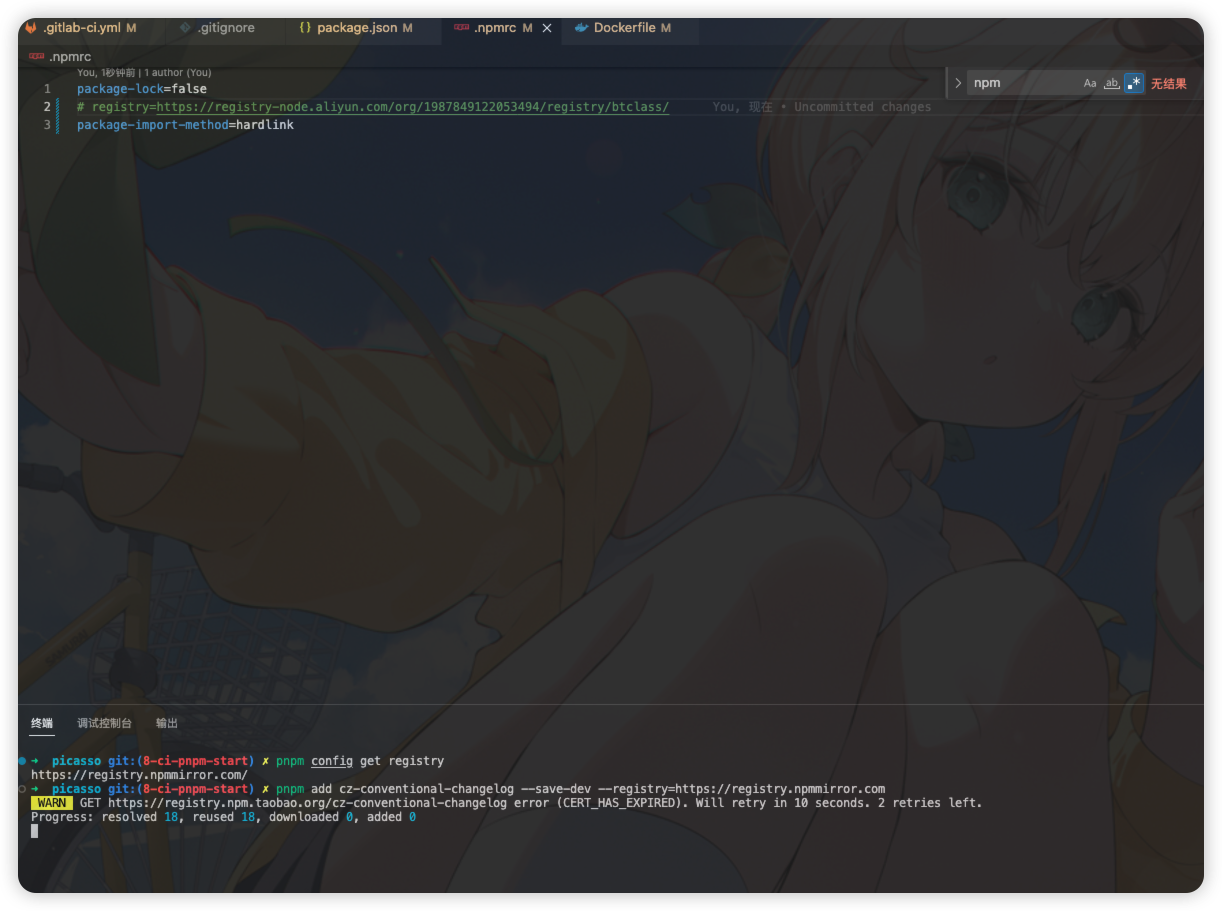 .gitlab-ci.yml M .gitignore {} package.json M .npmrc M Dockerfile M
.npmrc
You, 1秒钟前 | 1 author (You)
npm Aa ab .* 无结果
1 package-lock=false
2 # registry=https://registry-node.aliyun.com/org/1987849122053494/registry/btclass/ You, 现在 • Uncommitted changes
3 package-import-method=hardlink
终端 调试控制台 输出
➜ picasso git:(8-ci-pnpm-start) ✗ pnpm config get registry
https://registry.npmmirror.com/
➜ picasso git:(8-ci-pnpm-start) ✗ pnpm add cz-conventional-changelog --save-dev --registry=https://registry.npmmirror.com
WARN GET https://registry.npm.taobao.org/cz-conventional-changelog error (CERT_HAS_EXPIRED). Will retry in 10 seconds. 2 retries left.
Progress: resolved 18, reused 18, downloaded 0, added 0